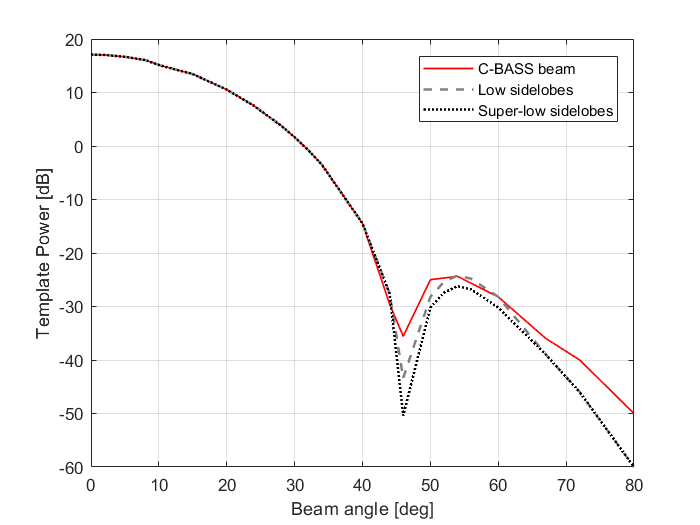 20
10
0
-10
-20
-30
-40
-50
-60
Template Power [dB]
C-BASS beam
Low sidelobes
Super-low sidelobes
0 10 20 30 40 50 60 70 80
Beam angle [deg]